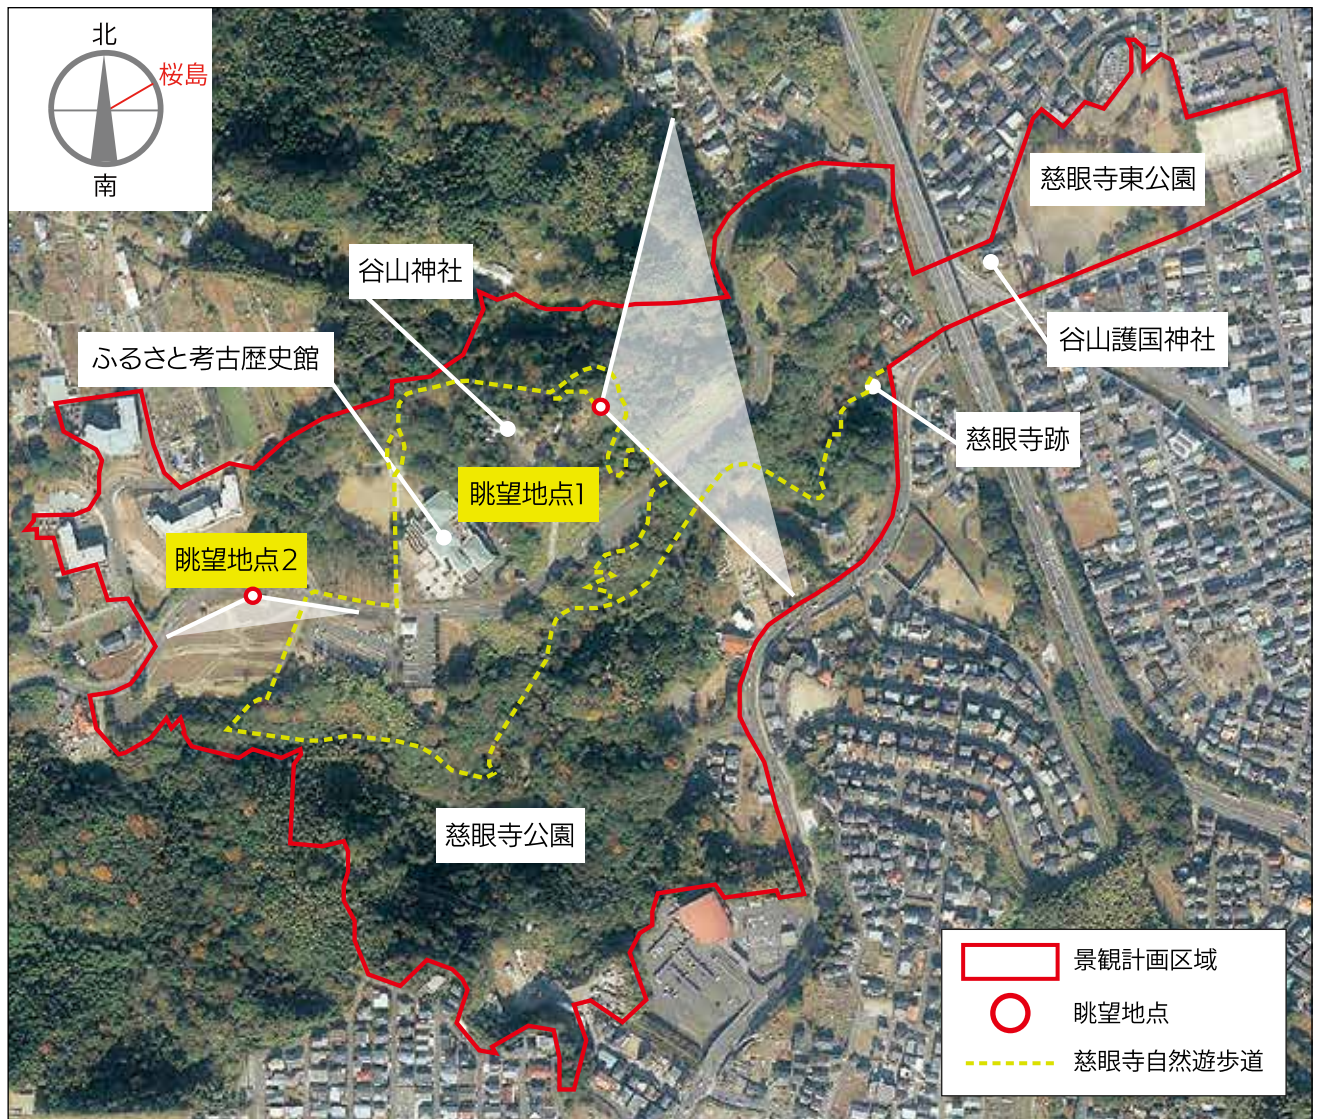 北
桜島
南
慈眼寺東公園
谷山神社
谷山護国神社
ふるさと考古歴史館
慈眼寺跡
眺望地点1
眺望地点2
慈眼寺公園
景観計画区域
眺望地点
慈眼寺自然遊歩道